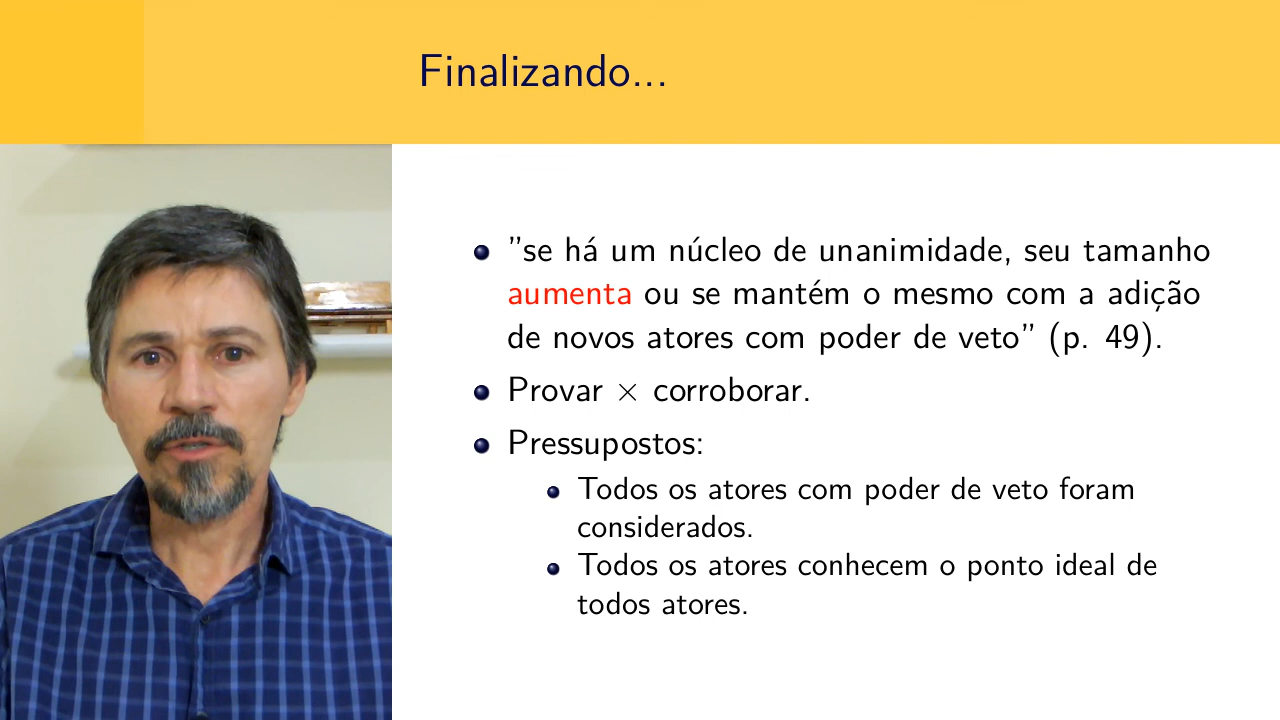 Finalizando...
”se há um núcleo de unanimidade, seu tamanho
aumenta ou se mantém o mesmo com a adição
de novos atores com poder de veto” (p. 49).
Provar × corroborar.
Pressupostos:
Todos os atores com poder de veto foram
considerados.
Todos os atores conhecem o ponto ideal de
todos atores.